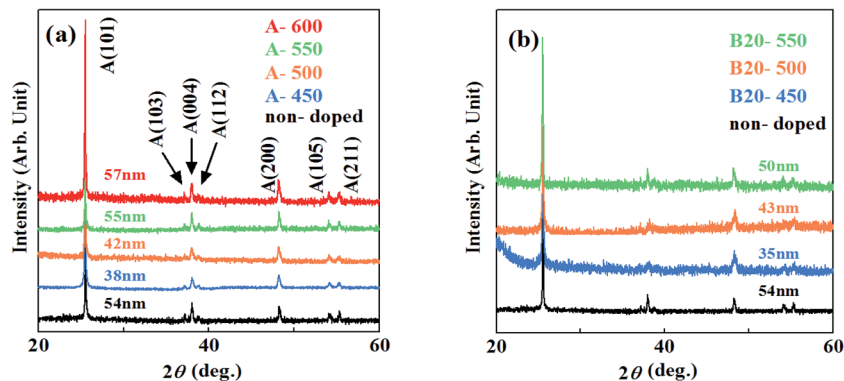 (a)
A(101)
A- 600
A- 550
A- 500
A- 450
non- doped
A(103)
A(004)
A(112)
A(200)
A(105)
A(211)
57nm
55nm
42nm
38nm
54nm
Intensity (Arb. Unit)
20
40
60
2θ (deg.)
(b)
B20- 550
B20- 500
B20- 450
non- doped
50nm
43nm
35nm
54nm
Intensity (Arb. Unit)
20
40
60
2θ (deg.)